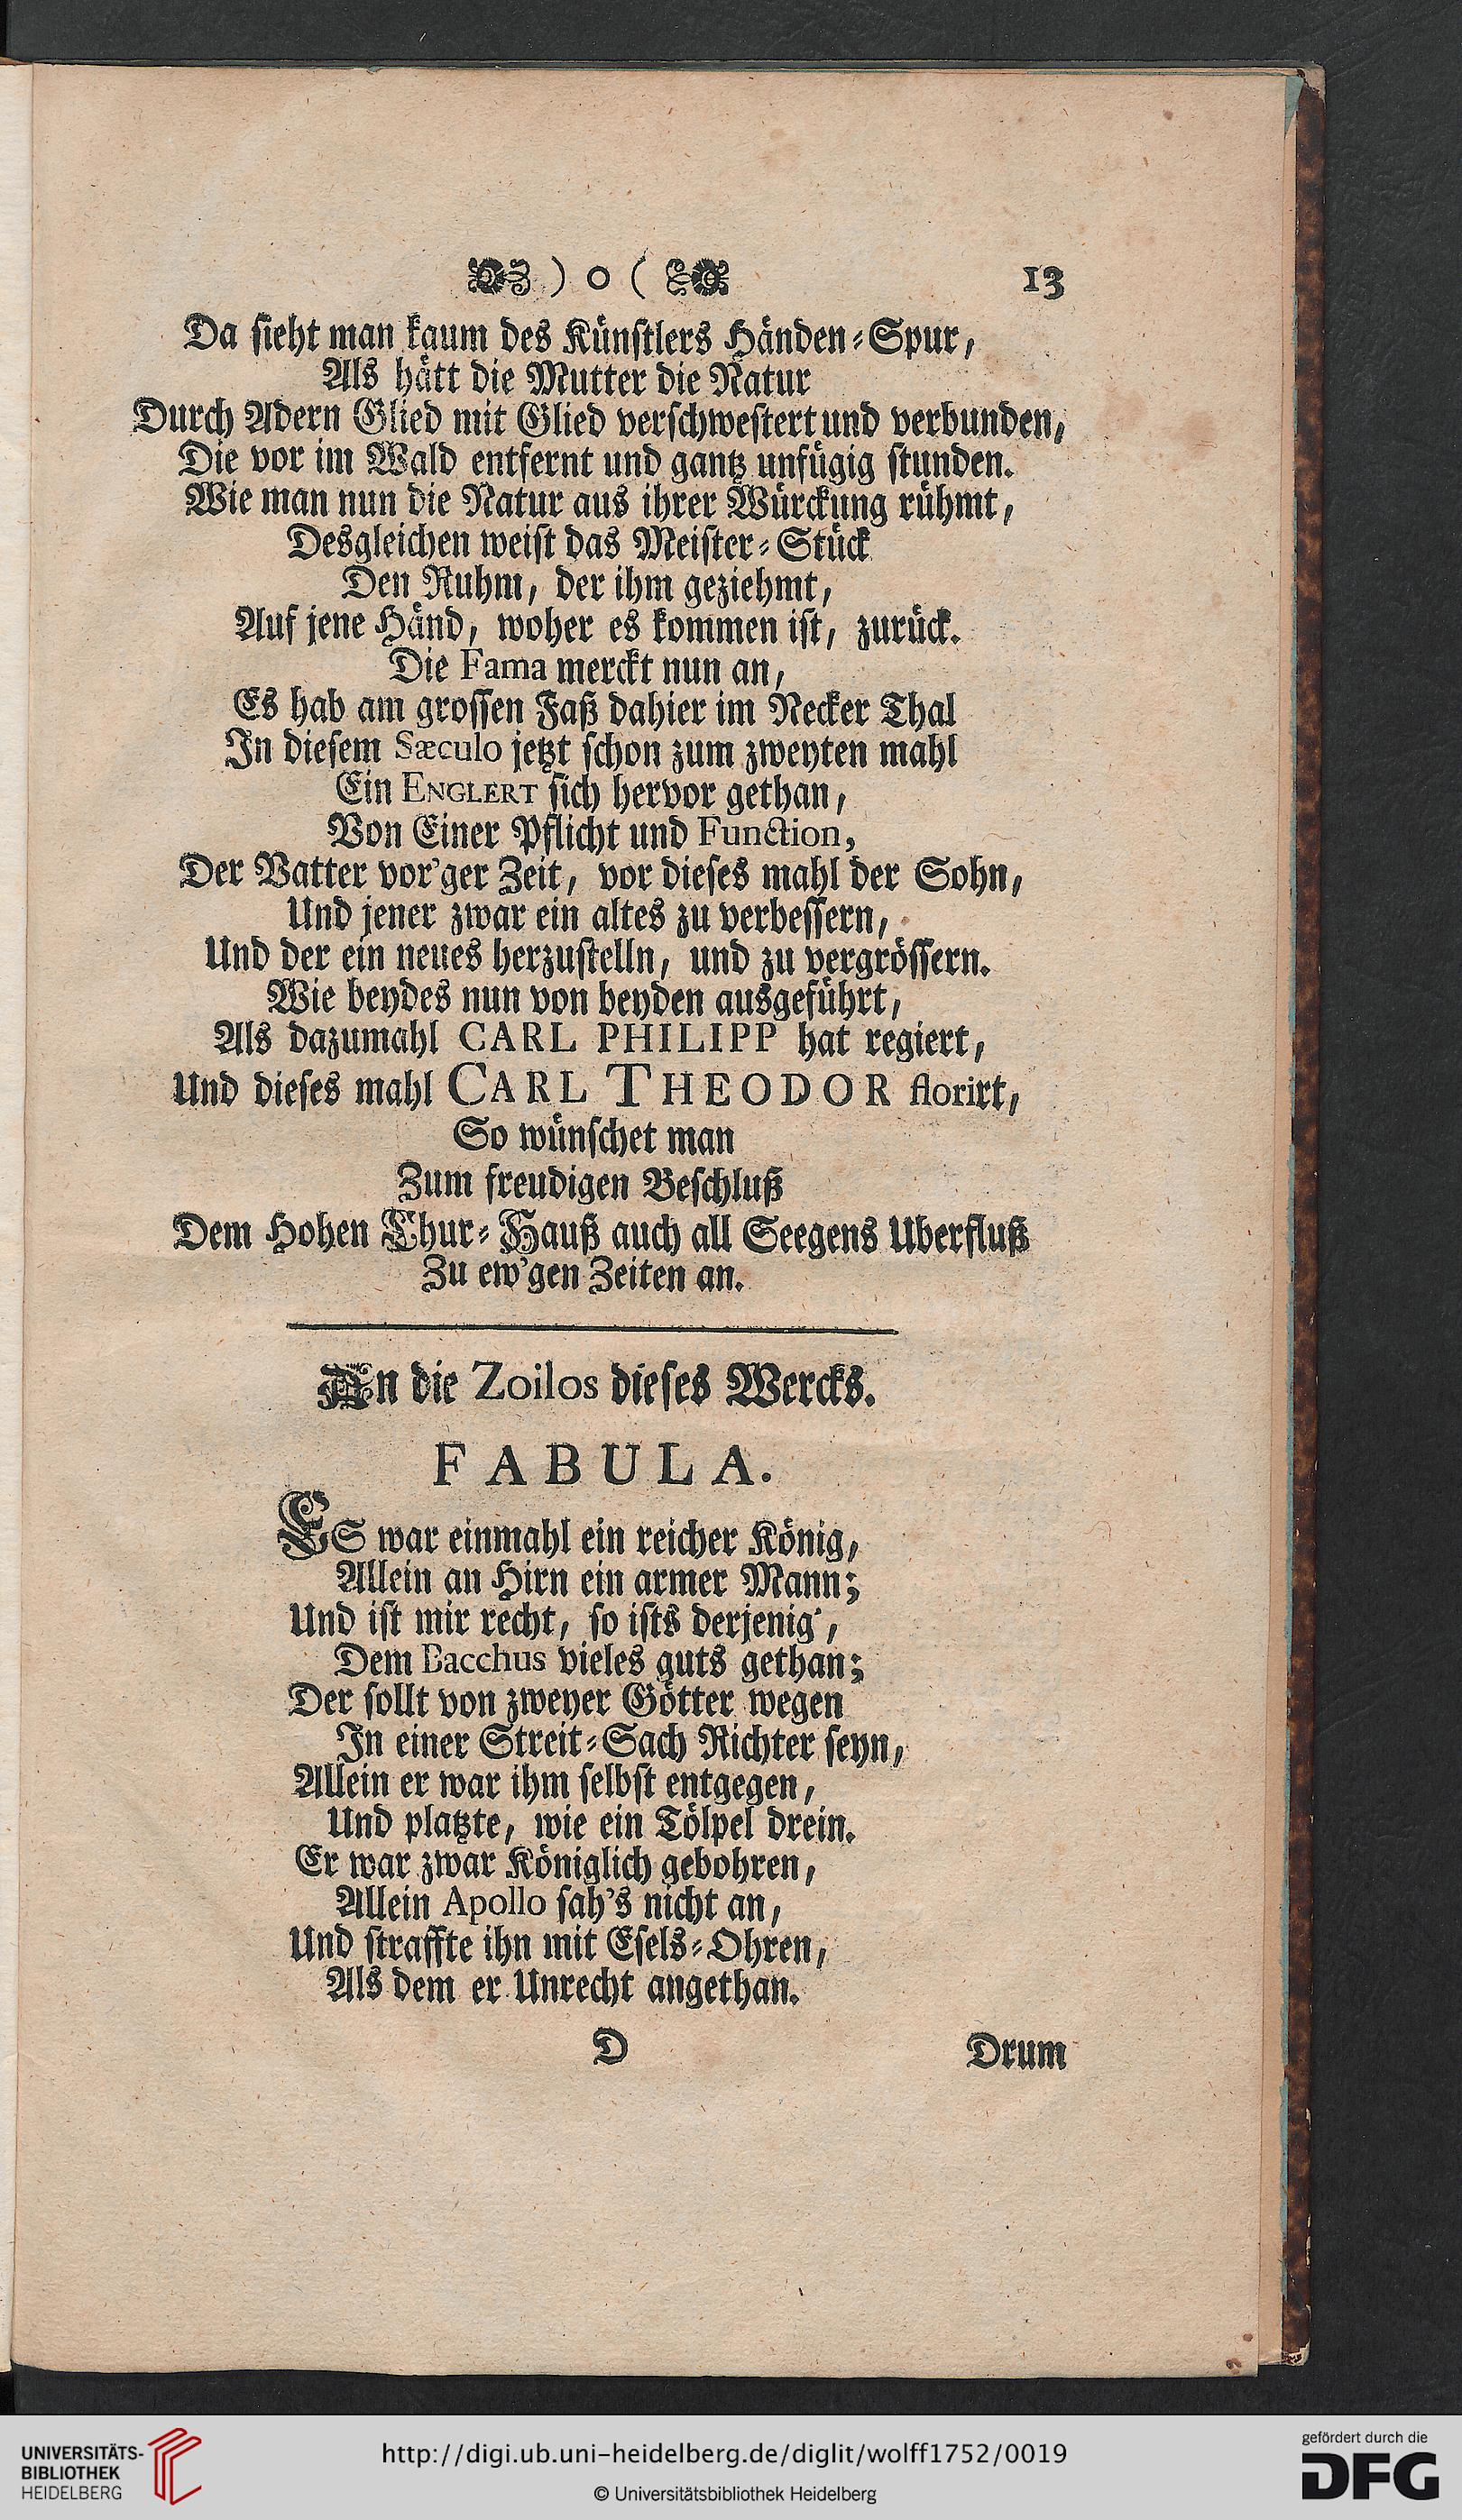 ) o ( 13
Da sieht man kaum des Künstlers Händen-Spur,
Als hätt die Mutter die Natur
Durch Adern Glied mit Glied verschwestert und verbunden,
Die vor im Wald entfernt und gantz unfügig stunden.
Wie man nun die Natur aus ihrer Würckung rühmt,
Desgleichen weist das Meister-Stück
Den Ruhm, der ihm geziehmt,
Auf jene Händ, woher es kommen ist, zurück.
Die Fama merckt nun an,
Es hab am grossen Faß dahier im Necker Thal
In diesem Sæculo jetzt schon zum zweyten mahl
Ein ENGLERT sich hervor gethan,
Von Einer Pflicht und Function,
Der Vatter vor'ger Zeit, vor dieses mahl der Sohn,
Und jener zwar ein altes zu verbessern,
Und der ein neues herzustelln, und zu vergrössern.
Wie beydes nun von beyden ausgeführt,
Als dazumahl CARL PHILIPP hat regiert,
Und dieses mahl CARL THEODOR florirt,
So wünschet man
Zum freudigen Beschluß
Dem Hohen Chur-Hauß auch all Seegens Uberfluß
Zu ew'gen Zeiten an.
An die Zoilos dieses Wercks.
FABULA.
ES war einmahl ein reicher König,
Allein an Hirn ein armer Mann;
Und ist mir recht, so ists derjenig',
Dem Bacchus vieles guts gethan;
Der sollt von zweyer Götter wegen
In einer Streit-Sach Richter seyn,
Allein er war ihm selbst entgegen,
Und platzte, wie ein Tölpel drein.
Er war zwar Königlich gebohren,
Allein Apollo sah's nicht an,
Und straffte ihn mit Esels-Ohren,
Als dem er Unrecht angethan.
D Drum
UNIVERSITÄTS-
BIBLIOTHEK
HEIDELBERG
http://digi.ub.uni-heidelberg.de/diglit/wolff1752/0019
© Universitätsbibliothek Heidelberg
gefördert durch die
DFG